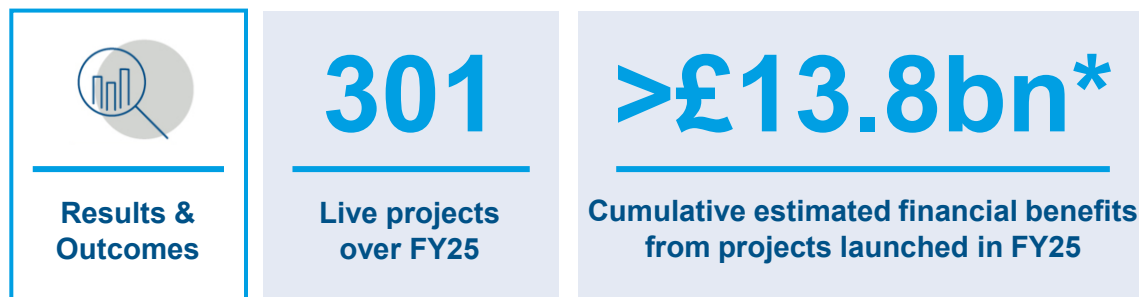 Results &
Outcomes
301
Live projects
over FY25
>£13.8bn*
Cumulative estimated financial benefits
from projects launched in FY25